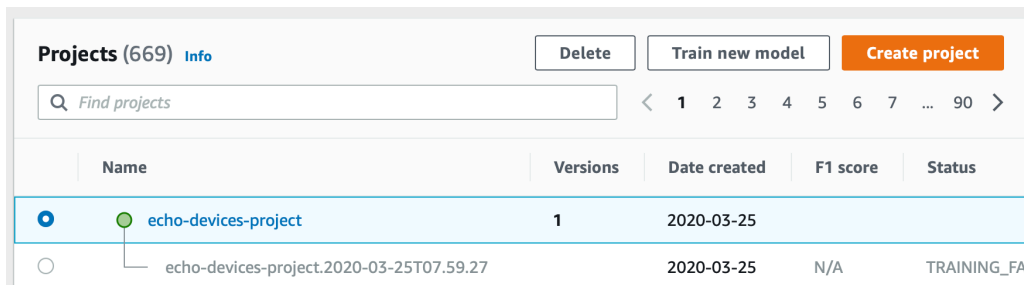 Projects (669) Info Delete Train new model Create project
Find projects 1 2 3 4 5 6 7 ... 90
Name Versions Date created F1 score Status
echo-devices-project 1 2020-03-25
echo-devices-project.2020-03-25T07.59.27 2020-03-25 N/A TRAINING_FA